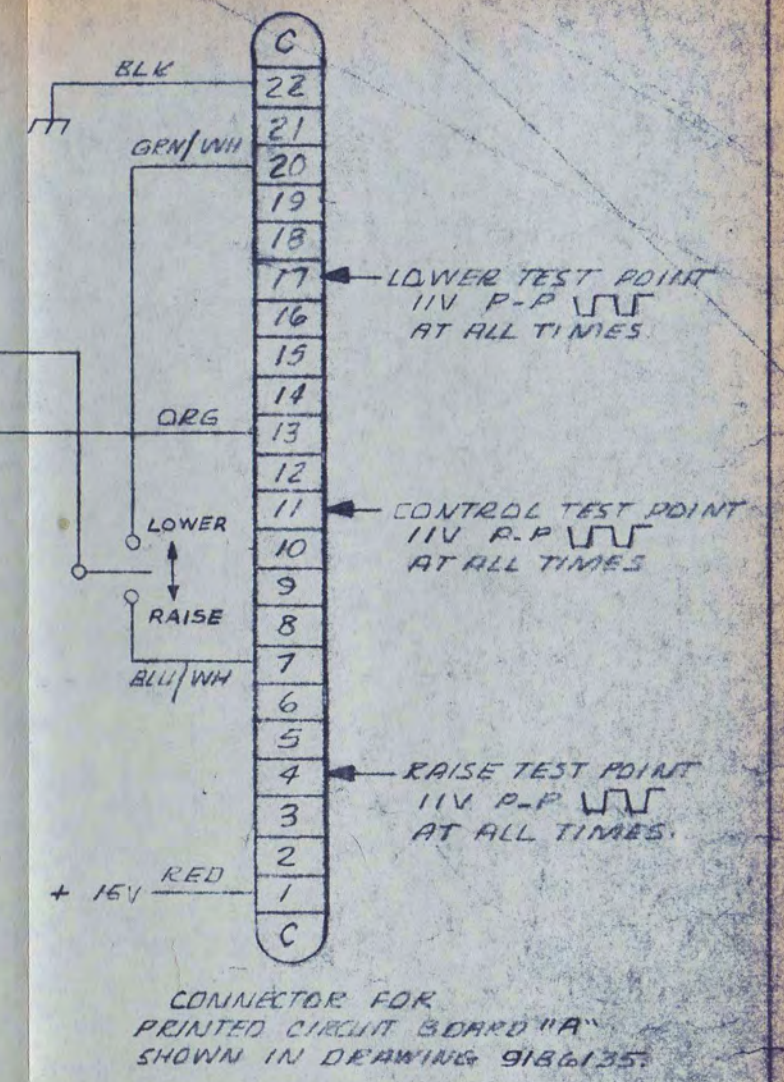 C
BLK
22
21
GRN/WH
20
19
18
17
LOWER TEST POINT
11V P-P
AT ALL TIMES.
16
15
14
ORG
13
12
11
CONTROL TEST POINT
11V P-P
AT ALL TIMES
LOWER
10
9
RAISE
8
7
BLU/WH
6
5
4
RAISE TEST POINT
11V P-P
AT ALL TIMES.
3
2
RED
+ 16V
1
C
CONNECTOR FOR
PRINTED CIRCUIT BOARD "A"
SHOWN IN DRAWING 9186135.